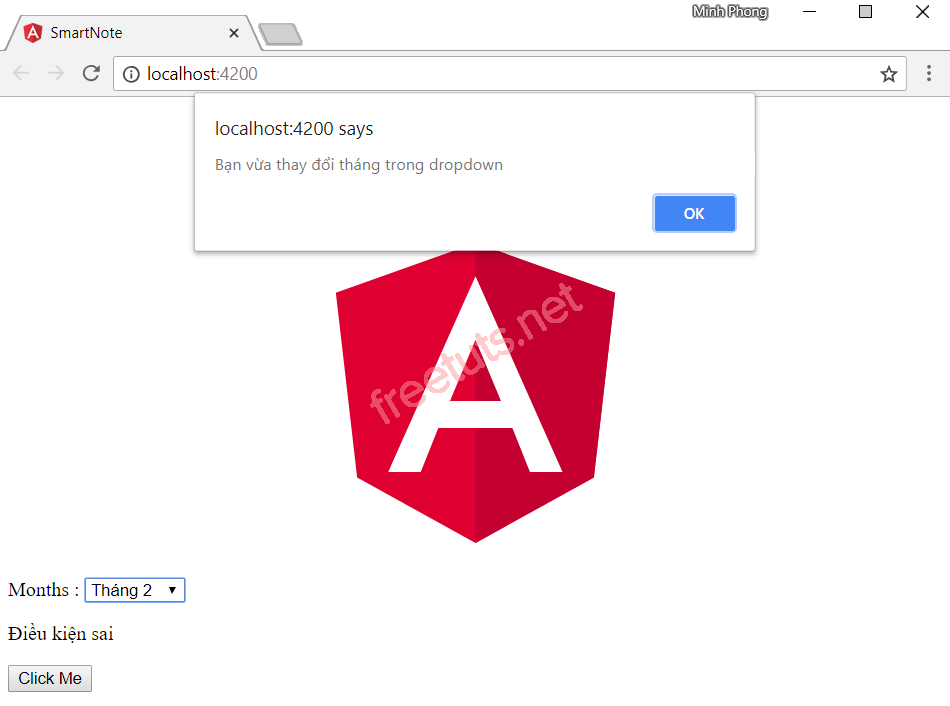 Minh Phong
SmartNote
localhost:4200
localhost:4200 says
Bạn vừa thay đổi tháng trong dropdown
OK
A
freetuts.net
Months : Tháng 2
Điều kiện sai
Click Me